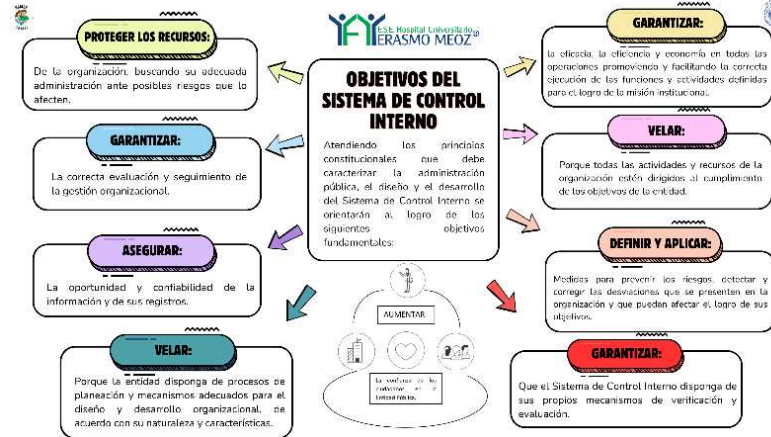 E.S.E. Hospital Universitario
ERASMO MEOZ
OBJETIVOS DEL
SISTEMA DE CONTROL
INTERNO
Atendiendo los principios
constitucionales que debe
caracterizar la administración
pública, el diseño y el desarrollo
del Sistema de Control Interno se
orientarán al logro de los
siguientes objetivos
fundamentales:
PROTEGER LOS RECURSOS:
De la organización, buscando su adecuada
administración ante posibles riesgos que lo
afecten.
GARANTIZAR:
La correcta evaluación y seguimiento de
la gestión organizacional.
ASEGURAR:
La oportunidad y confiabilidad de la
información y de sus registros.
VELAR:
Porque la entidad disponga de procesos de
planeación y mecanismos adecuados para el
diseño y desarrollo organizacional, de
acuerdo con su naturaleza y características.
GARANTIZAR:
la eficacia, la eficiencia y economía en todas las
operaciones promoviendo y facilitando la correcta
ejecución de las funciones y actividades definidas
para el logro de la misión institucional.
VELAR:
Porque todas las actividades y recursos de la
organización estén dirigidos al cumplimiento
de los objetivos de la entidad.
DEFINIR Y APLICAR:
Medidas para prevenir los riesgos, detectar y
corregir las desviaciones que se presenten en la
organización y que puedan afectar el logro de sus
objetivos.
GARANTIZAR:
Que el Sistema de Control Interno disponga de
sus propios mecanismos de verificación y
evaluación.
AUMENTAR
La confianza de los
ciudadanos en
Entidad Pública.